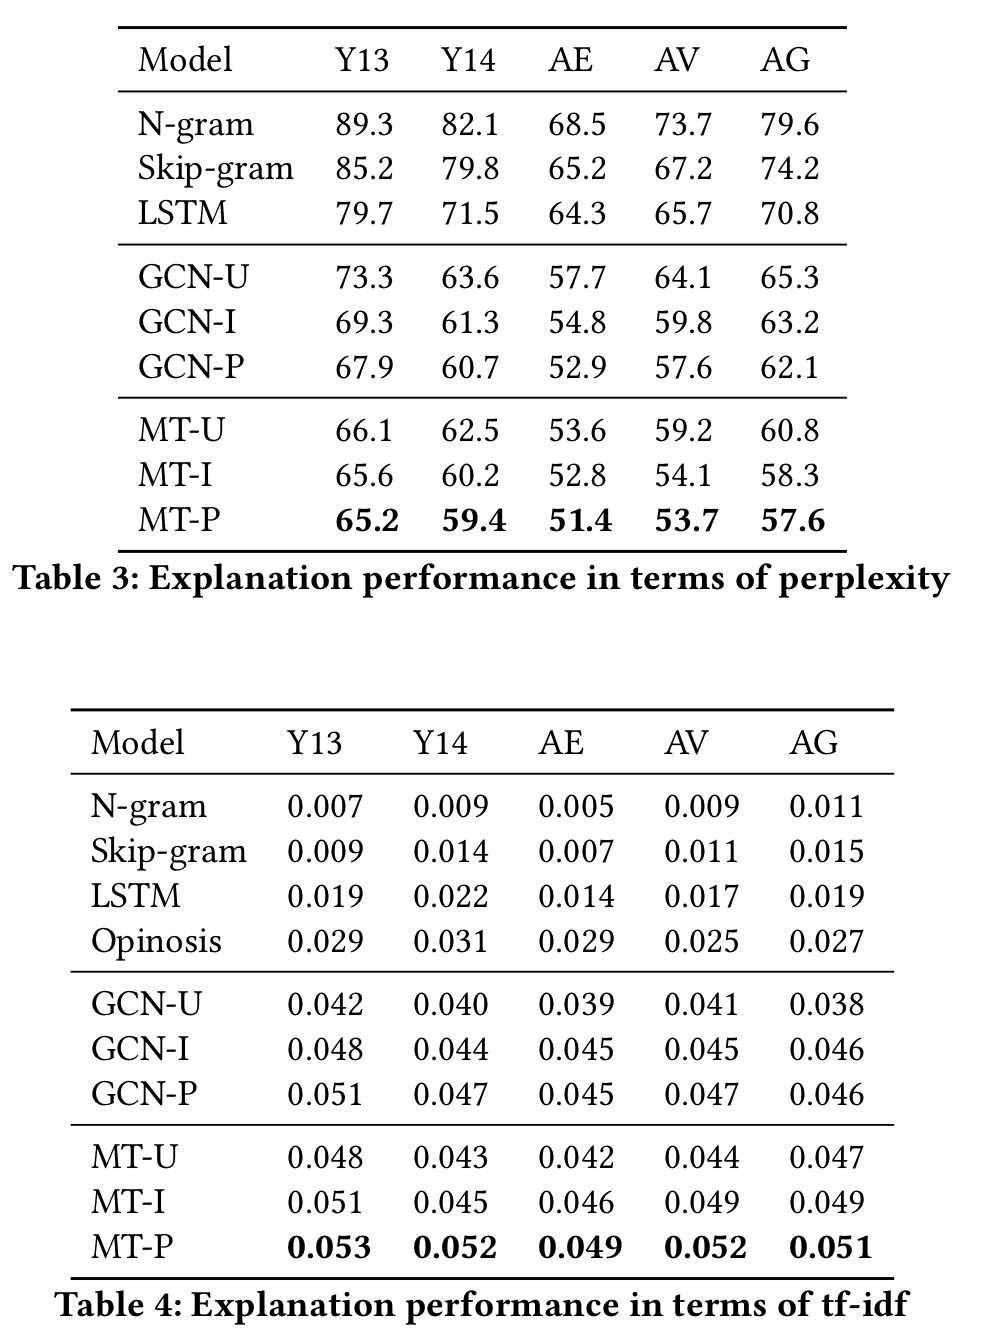 Model Y13 Y14 AE AV AG
N-gram 89.3 82.1 68.5 73.7 79.6
Skip-gram 85.2 79.8 65.2 67.2 74.2
LSTM 79.7 71.5 64.3 65.7 70.8
GCN-U 73.3 63.6 57.7 64.1 65.3
GCN-I 69.3 61.3 54.8 59.8 63.2
GCN-P 67.9 60.7 52.9 57.6 62.1
MT-U 66.1 62.5 53.6 59.2 60.8
MT-I 65.6 60.2 52.8 54.1 58.3
MT-P 65.2 59.4 51.4 53.7 57.6
Table 3: Explanation performance in terms of perplexity
Model Y13 Y14 AE AV AG
N-gram 0.007 0.009 0.005 0.009 0.011
Skip-gram 0.009 0.014 0.007 0.011 0.015
LSTM 0.019 0.022 0.014 0.017 0.019
Opinosis 0.029 0.031 0.029 0.025 0.027
GCN-U 0.042 0.040 0.039 0.041 0.038
GCN-I 0.048 0.044 0.045 0.045 0.046
GCN-P 0.051 0.047 0.045 0.047 0.046
MT-U 0.048 0.043 0.042 0.044 0.047
MT-I 0.051 0.045 0.046 0.049 0.049
MT-P 0.053 0.052 0.049 0.052 0.051
Table 4: Explanation performance in terms of tf-idf